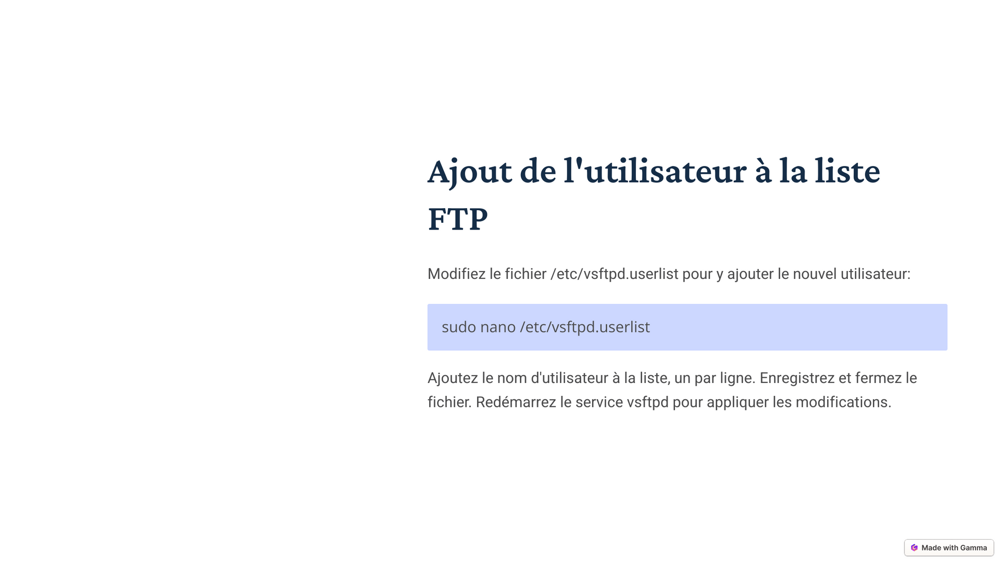 Ajout de l'utilisateur à la liste
FTP
Modifiez le fichier /etc/vsftpd.userlist pour y ajouter le nouvel utilisateur:
sudo nano /etc/vsftpd.userlist
Ajoutez le nom d'utilisateur à la liste, un par ligne. Enregistrez et fermez le
fichier. Redémarrez le service vsftpd pour appliquer les modifications.
Made with Gamma